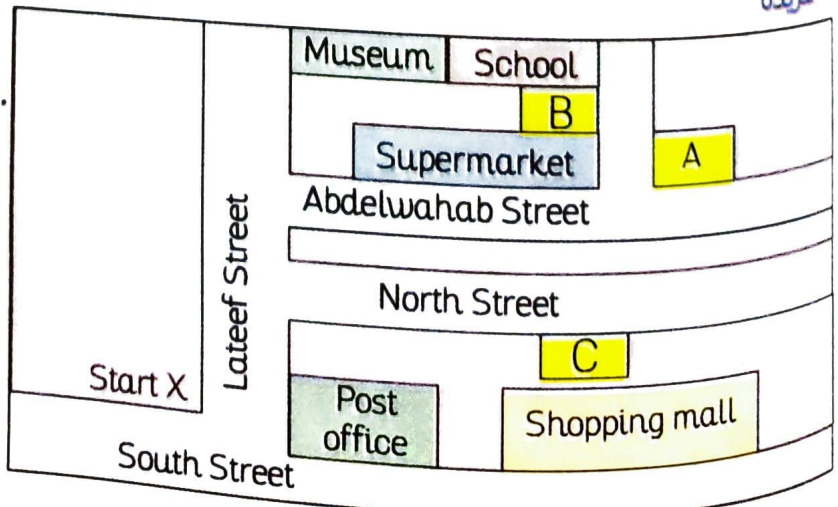 Museum
School
B
Supermarket
A
Abdelwahab Street
Lateef Street
North Street
C
Start X
Post
office
Shopping mall
South Street